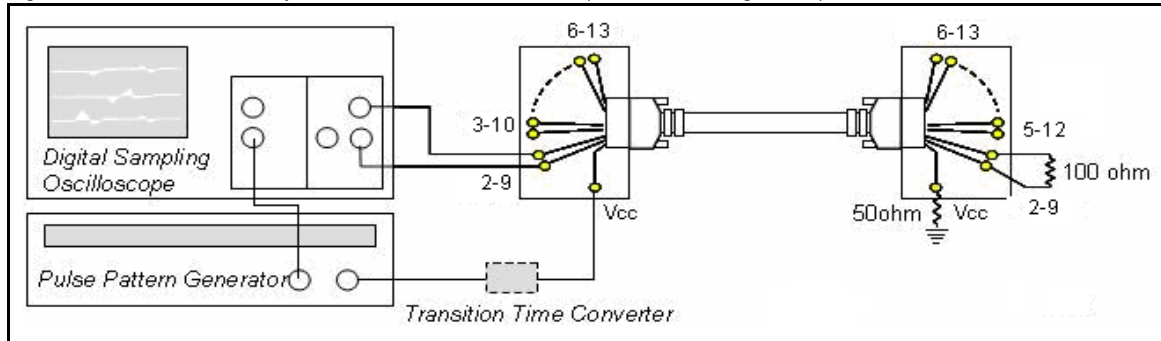 6-13
6-13
3-10
5-12
Digital Sampling
Oscilloscope
100 ohm
2-9
2-9
Vcc
50ohm
Vcc
Pulse Pattern Generator
Transition Time Converter